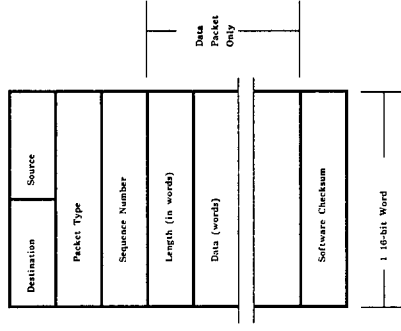 Destination
Source
Packet Type
Sequence Number
Length (in words)
Data (words)
Software Checksum
Data
Packet
Only
1 16-bit Word